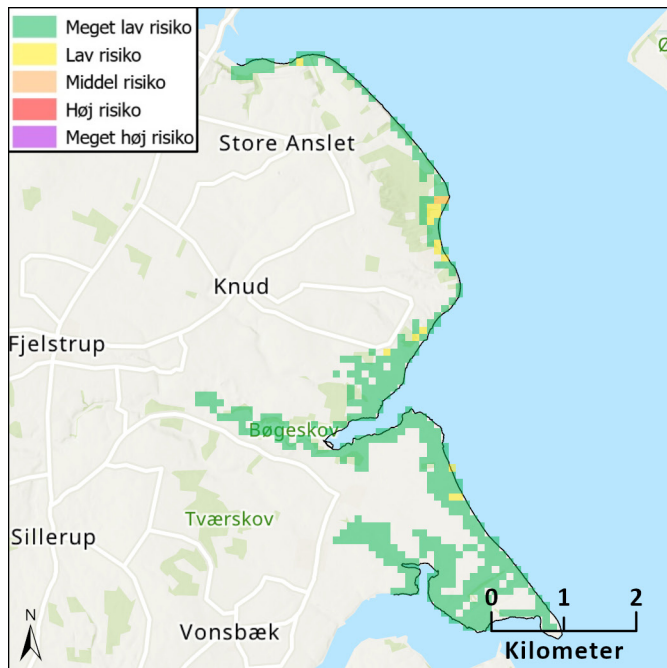 Meget lav risiko
Lav risiko
Middel risiko
Høj risiko
Meget høj risiko
Ø
Store Anslet
Knud
Fjelstrup
Bøgeskov
Tværskov
Sillerup
Vonsbæk
N
0 1 2
Kilometer